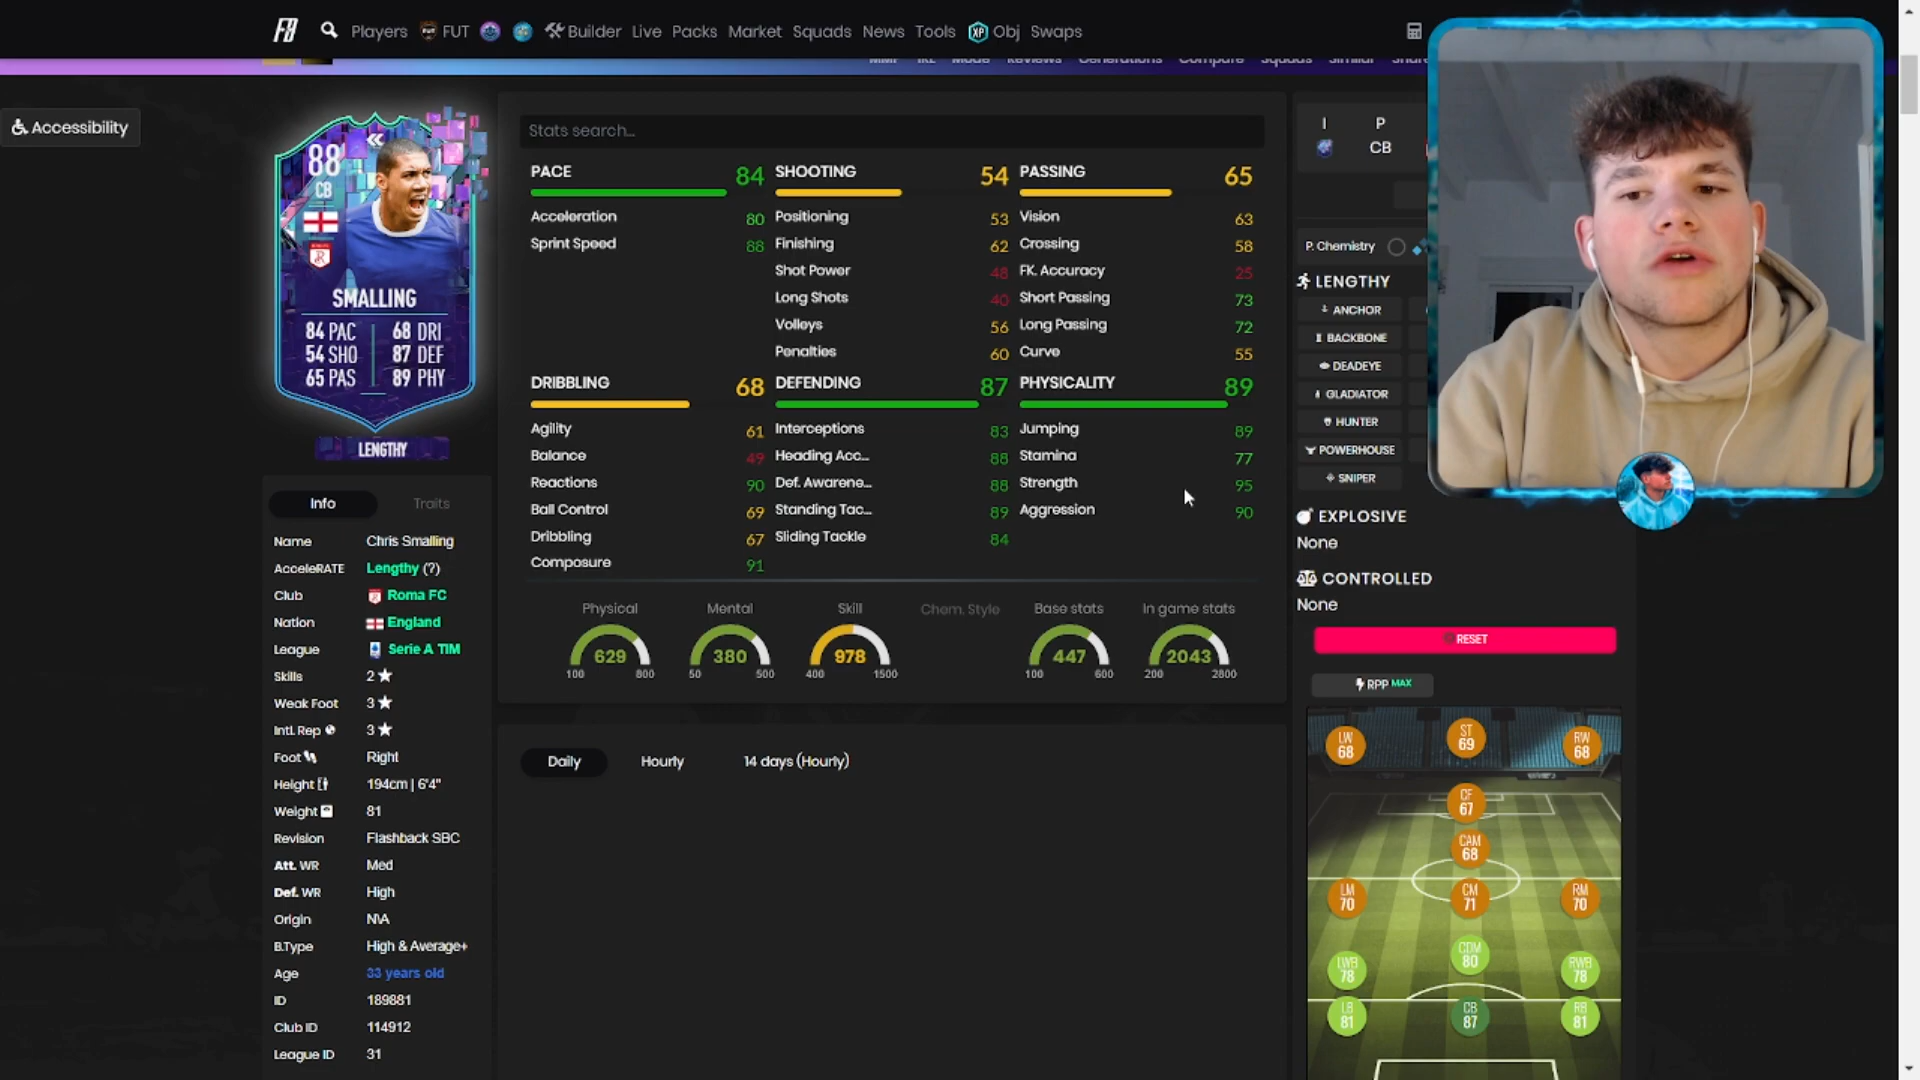 Players FUT Builder Live Packs Market Squads News Tools XP Obj Swaps
Mode Reviews Generations Compare Squads Similar
Accessibility
88
CB
SMALLING
84 PAC 68 DRI
54 SHO 87 DEF
65 PAS 89 PHY
LENGTHY
Info Traits
Name Chris Smalling
AcceleRATE Lengthy (?)
Club Roma FC
Nation England
League Serie A TIM
Skills 2 ★
Weak Foot 3 ★
Intl. Rep 3 ★
Foot Right
Height 194cm | 6'4"
Weight 81
Revision Flashback SBC
Att. WR Med
Def. WR High
Origin N\A
B.Type High & Average+
Age 33 years old
ID 189881
Club ID 114912
League ID 31
Stats search...
PACE 84
Acceleration 80
Sprint Speed 88
SHOOTING 54
Positioning 53
Finishing 62
Shot Power 48
Long Shots 40
Volleys 56
Penalties 60
PASSING 65
Vision 63
Crossing 58
FK. Accuracy 25
Short Passing 73
Long Passing 72
Curve 55
DRIBBLING 68
Agility 61
Balance 49
Reactions 90
Ball Control 69
Dribbling 67
Composure 91
DEFENDING 87
Interceptions 83
Heading Acc... 88
Def. Awarene... 88
Standing Tac... 89
Sliding Tackle 84
PHYSICALITY 89
Jumping 89
Stamina 77
Strength 95
Aggression 90
Physical Mental Skill Chem. Style Base stats In game stats
629 380 978 447 2043
100 800 50 500 400 1500 100 600 200 2800
Daily Hourly 14 days (Hourly)
I P
CB
P. Chemistry
LENGTHY
ANCHOR
BACKBONE
DEADEYE
GLADIATOR
HUNTER
POWERHOUSE
SNIPER
EXPLOSIVE
None
CONTROLLED
None
RESET
RPP MAX
LW 68
ST 69
RW 68
CF 67
CAM 68
LM 70
CM 71
RM 70
LWB 78
CDM 80
RWB 78
LB 81
CB 87
RB 81